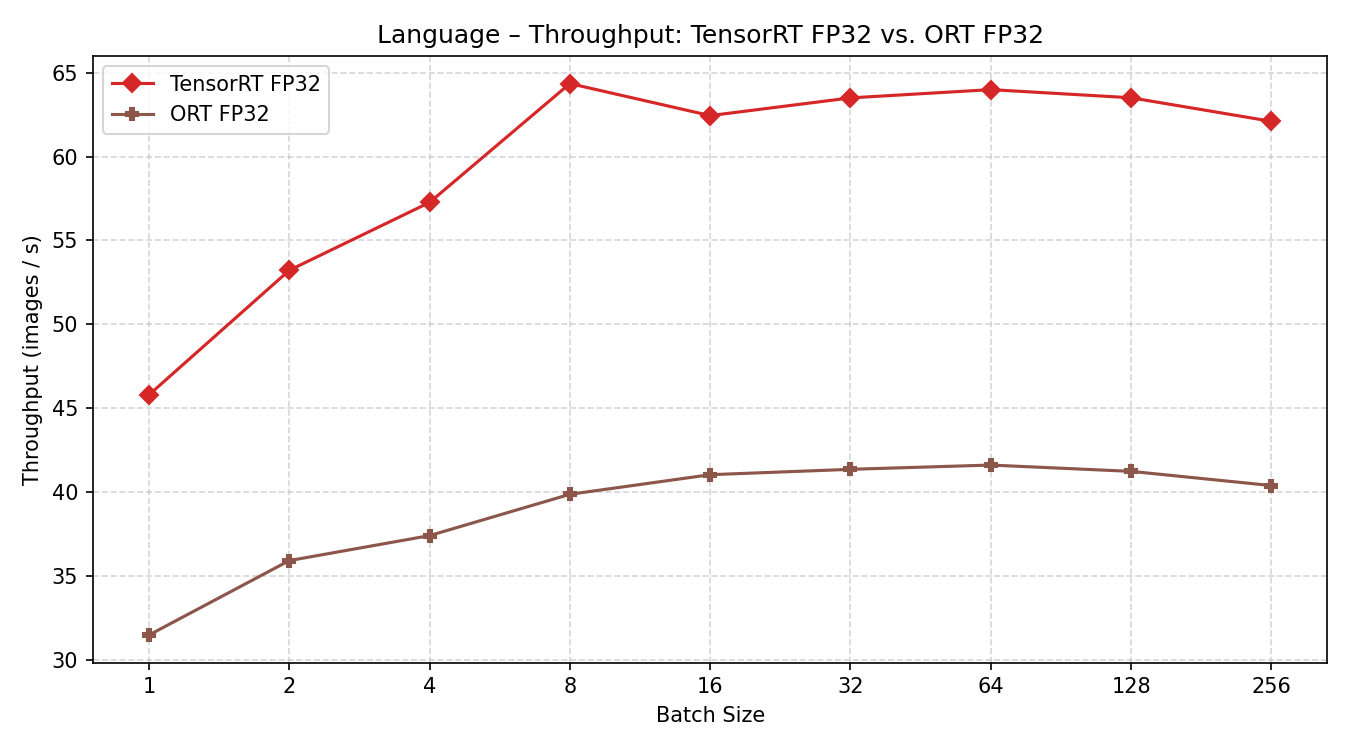 Language – Throughput: TensorRT FP32 vs. ORT FP32
TensorRT FP32
ORT FP32
Throughput (images / s)
65
60
55
50
45
40
35
30
1 2 4 8 16 32 64 128 256
Batch Size